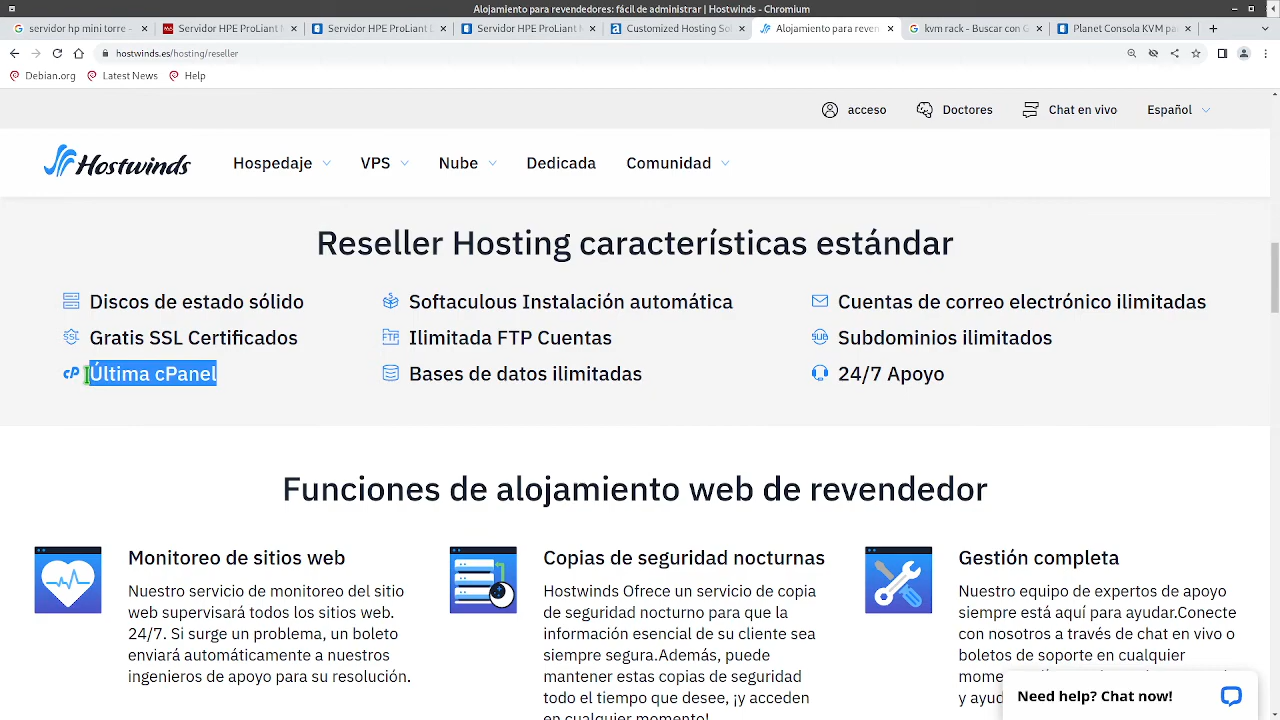 Alojamiento para revendedores: fácil de administrar | Hostwinds - Chromium
servidor hp mini torre -
Servidor HPE ProLiant M
Servidor HPE ProLiant D
Servidor HPE ProLiant M
Customized Hosting Sol
Alojamiento para reven
kvm rack - Buscar con G
Planet Consola KVM pa
hostwinds.es/hosting/reseller
Debian.org
Latest News
Help
acceso
Doctores
Chat en vivo
Español
Hostwinds
Hospedaje
VPS
Nube
Dedicada
Comunidad
Reseller Hosting características estándar
Discos de estado sólido
Softaculous Instalación automática
Cuentas de correo electrónico ilimitadas
SSL Gratis SSL Certificados
FTP Ilimitada FTP Cuentas
SUB Subdominios ilimitados
cP Última cPanel
Bases de datos ilimitadas
24/7 Apoyo
Funciones de alojamiento web de revendedor
Monitoreo de sitios web
Nuestro servicio de monitoreo del sitio
web supervisará todos los sitios web.
24/7. Si surge un problema, un boleto
enviará automáticamente a nuestros
ingenieros de apoyo para su resolución.
Copias de seguridad nocturnas
Hostwinds Ofrece un servicio de copia
de seguridad nocturno para que la
información esencial de su cliente sea
siempre segura.Además, puede
mantener estas copias de seguridad
todo el tiempo que desee, ¡y acceden
en cualquier momento!
Gestión completa
Nuestro equipo de expertos de apoyo
siempre está aquí para ayudar.Conecte
con nosotros a través de chat en vivo o
boletos de soporte en cualquier
Need help? Chat now!